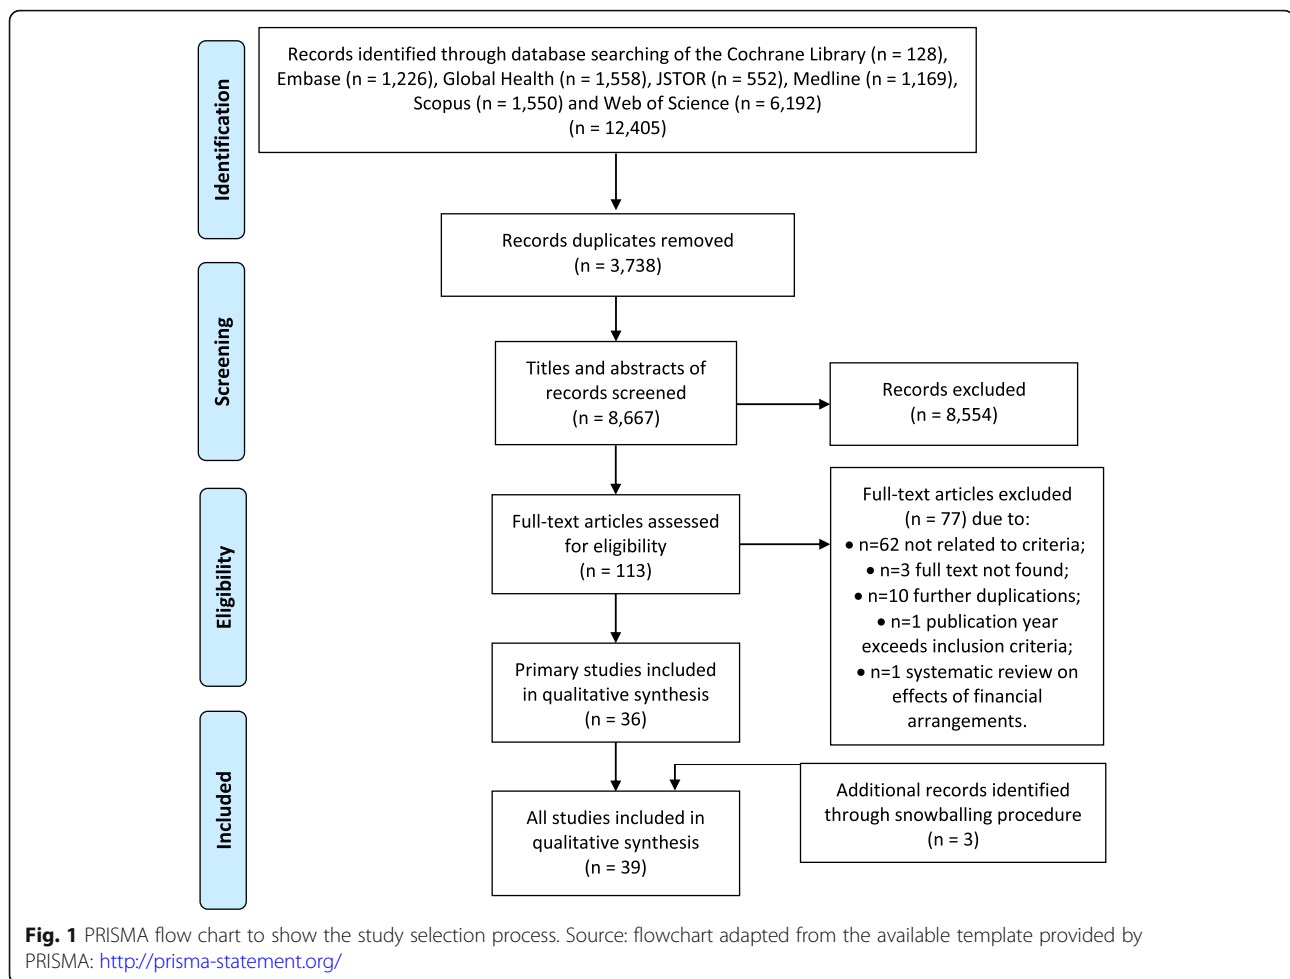 Identification
Records identified through database searching of the Cochrane Library (n = 128),
Embase (n = 1,226), Global Health (n = 1,558), JSTOR (n = 552), Medline (n = 1,169),
Scopus (n = 1,550) and Web of Science (n = 6,192)
(n = 12,405)
Records duplicates removed
(n = 3,738)
Screening
Titles and abstracts of
records screened
(n = 8,667)
Records excluded
(n = 8,554)
Eligibility
Full-text articles assessed
for eligibility
(n = 113)
Full-text articles excluded
(n = 77) due to:
• n=62 not related to criteria;
• n=3 full text not found;
• n=10 further duplications;
• n=1 publication year
exceeds inclusion criteria;
• n=1 systematic review on
effects of financial
arrangements.
Primary studies included
in qualitative synthesis
(n = 36)
Included
Additional records identified
through snowballing procedure
(n = 3)
All studies included in
qualitative synthesis
(n = 39)
Fig. 1 PRISMA flow chart to show the study selection process. Source: flowchart adapted from the available template provided by
PRISMA: http://prisma-statement.org/